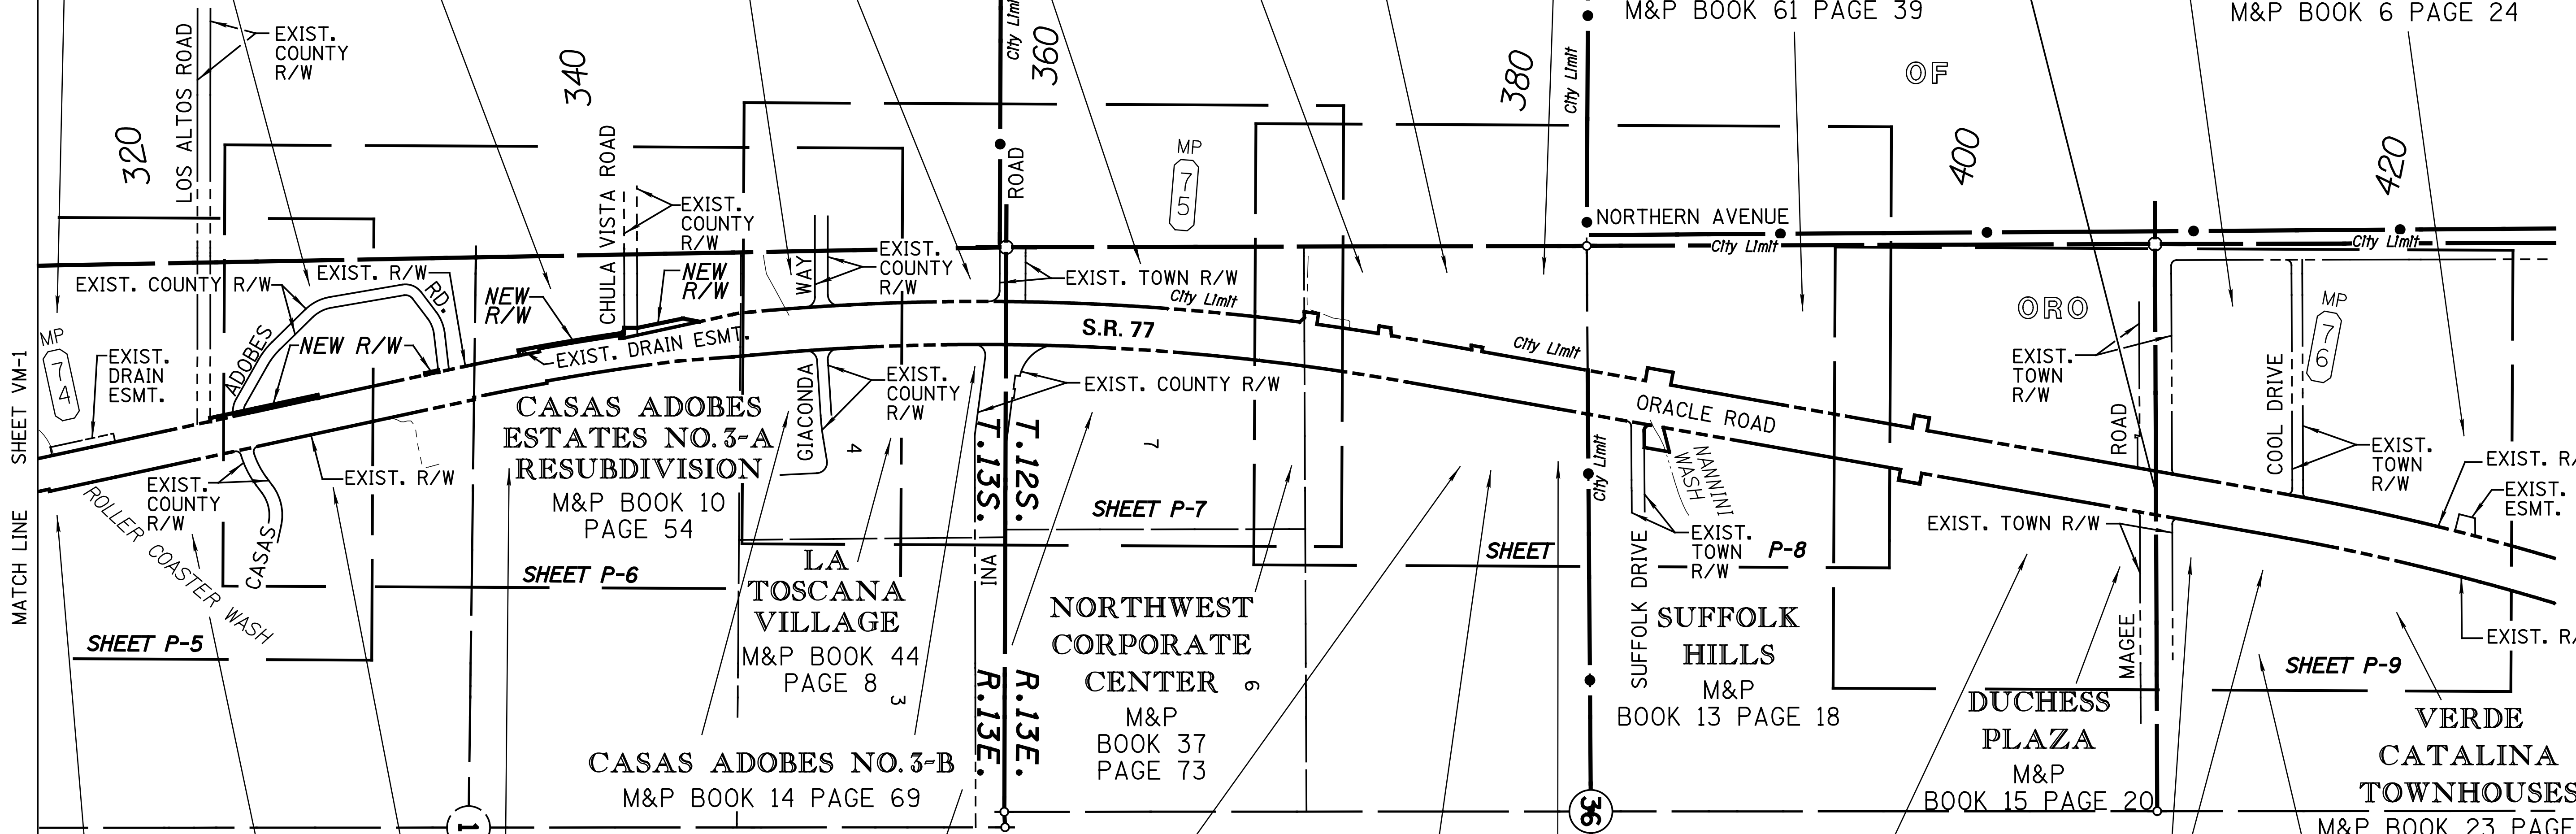 M&P BOOK 61 PAGE 39
M&P BOOK 6 PAGE 24
LOS ALTOS ROAD
EXIST.
COUNTY
R/W
320
340
City Limit
360
380
City Limit
OF
400
420
CHULA VISTA ROAD
EXIST.
COUNTY
R/W
ROAD
MP
75
NORTHERN AVENUE
City Limit
City Limit
EXIST. COUNTY R/W
EXIST. R/W
RD.
NEW
R/W
NEW
R/W
WAY
EXIST.
COUNTY
R/W
EXIST. TOWN R/W
City Limit
S.R. 77
ORO
MP
76
MP
74
EXIST.
DRAIN
ESMT.
ADOBES
NEW R/W
EXIST. DRAIN ESMT.
City Limit
EXIST.
TOWN
R/W
COOL DRIVE
SHEET VM-1
MATCH LINE
CASAS ADOBES
ESTATES NO. 3-A
RESUBDIVISION
M&P BOOK 10
PAGE 54
GIACONDA
EXIST.
COUNTY
R/W
4
EXIST. COUNTY R/W
T.13S.
T.12S.
7
ORACLE ROAD
City Limit
ROAD
EXIST.
TOWN
R/W
EXIST. R/
EXIST.
ESMT.
EXIST. R/W
EXIST.
COUNTY
R/W
ROLLER COASTER WASH
CASAS
NANNINI
WASH
SHEET P-7
EXIST. TOWN R/W
SHEET
P-8
EXIST.
TOWN
R/W
SHEET P-6
LA
TOSCANA
VILLAGE
M&P BOOK 44
PAGE 8
3
INA
NORTHWEST
CORPORATE
CENTER
M&P
BOOK 37
PAGE 73
6
SUFFOLK DRIVE
SUFFOLK
HILLS
M&P
BOOK 13 PAGE 18
MAGEE
EXIST. R/
SHEET P-5
SHEET P-9
R.13E.
R.13E.
CASAS ADOBES NO. 3-B
M&P BOOK 14 PAGE 69
DUCHESS
PLAZA
M&P
BOOK 15 PAGE 20
VERDE
CATALINA
TOWNHOUSES
M&P BOOK 23 PAGE
1
36